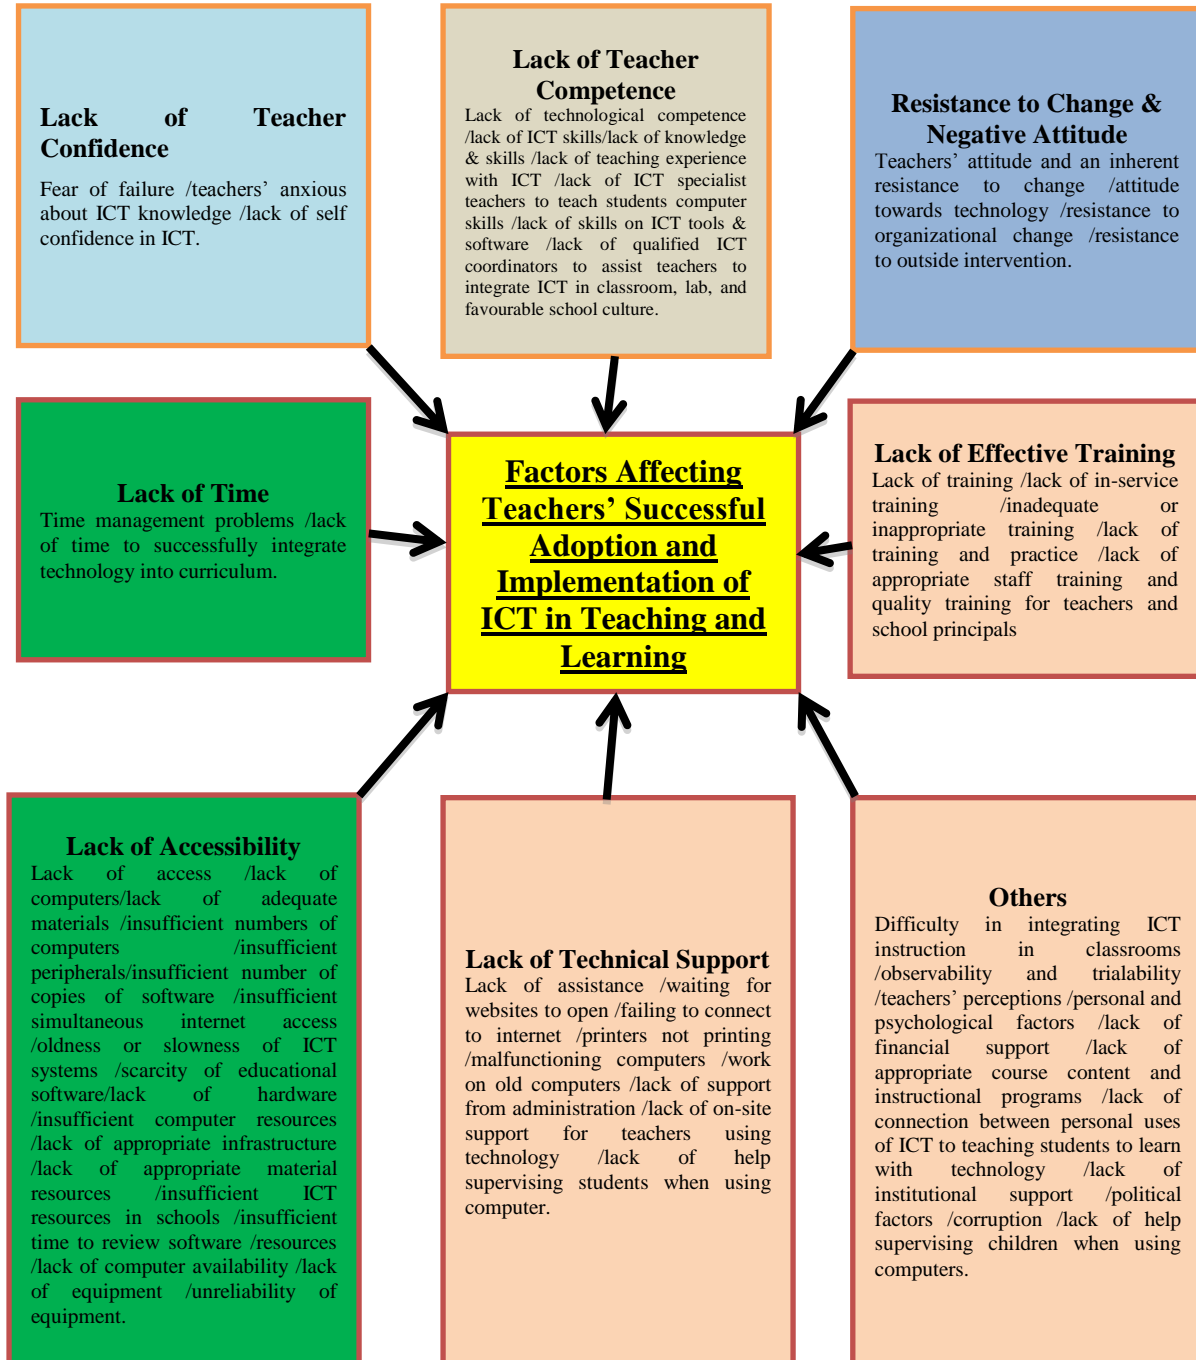 Lack of Teacher
Confidence
Fear of failure /teachers’ anxious
about ICT knowledge /lack of self
confidence in ICT.
Lack of Teacher
Competence
Lack of technological competence
/lack of ICT skills/lack of knowledge
& skills /lack of teaching experience
with ICT /lack of ICT specialist
teachers to teach students computer
skills /lack of skills on ICT tools &
software /lack of qualified ICT
coordinators to assist teachers to
integrate ICT in classroom, lab, and
favourable school culture.
Resistance to Change &
Negative Attitude
Teachers’ attitude and an inherent
resistance to change /attitude
towards technology /resistance to
organizational change /resistance
to outside intervention.
Lack of Time
Time management problems /lack
of time to successfully integrate
technology into curriculum.
Factors Affecting
Teachers’ Successful
Adoption and
Implementation of
ICT in Teaching and
Learning
Lack of Effective Training
Lack of training /lack of in-service
training /inadequate or
inappropriate training /lack of
training and practice /lack of
appropriate staff training and
quality training for teachers and
school principals
Lack of Accessibility
Lack of access /lack of
computers/lack of adequate
materials /insufficient numbers of
computers /insufficient
peripherals/insufficient number of
copies of software /insufficient
simultaneous internet access
/oldness or slowness of ICT
systems /scarcity of educational
software/lack of hardware
/insufficient computer resources
/lack of appropriate infrastructure
/lack of appropriate material
resources /insufficient ICT
resources in schools /insufficient
time to review software /resources
/lack of computer availability /lack
of equipment /unreliability of
equipment.
Lack of Technical Support
Lack of assistance /waiting for
websites to open /failing to connect
to internet /printers not printing
/malfunctioning computers /work
on old computers /lack of support
from administration /lack of on-site
support for teachers using
technology /lack of help
supervising students when using
computer.
Others
Difficulty in integrating ICT
instruction in classrooms
/observability and trialability
/teachers’ perceptions /personal and
psychological factors /lack of
financial support /lack of
appropriate course content and
instructional programs /lack of
connection between personal uses
of ICT to teaching students to learn
with technology /lack of
institutional support /political
factors /corruption /lack of help
supervising children when using
computers.